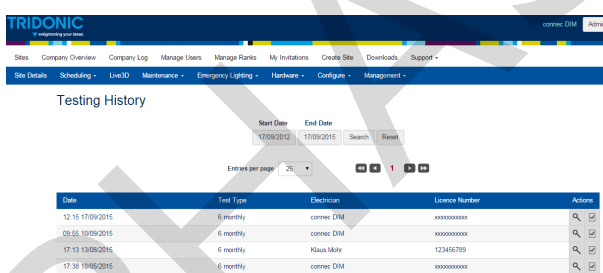 TRIDONIC
enlightening your ideas
connec DIM Admi
Sites Company Overview Company Log Manage Users Manage Ranks My Invitations Create Site Downloads Support
Site Details Scheduling Live3D Maintenance Emergency Lighting Hardware Configure Management
Testing History
Start Date End Date
17/09/2012 17/09/2015 Search Reset
Entries per page 25 1
Date Test Type Electrician Licence Number Actions
12:15 17/09/2015 6 monthly connec DIM xxxxxxxxxxx
09:55 10/09/2015 6 monthly connec DIM xxxxxxxxxxx
17:13 13/08/2015 6 monthly Klaus Mohr 123456789
17:38 18/05/2015 6 monthly connec DIM xxxxxxxxxxx